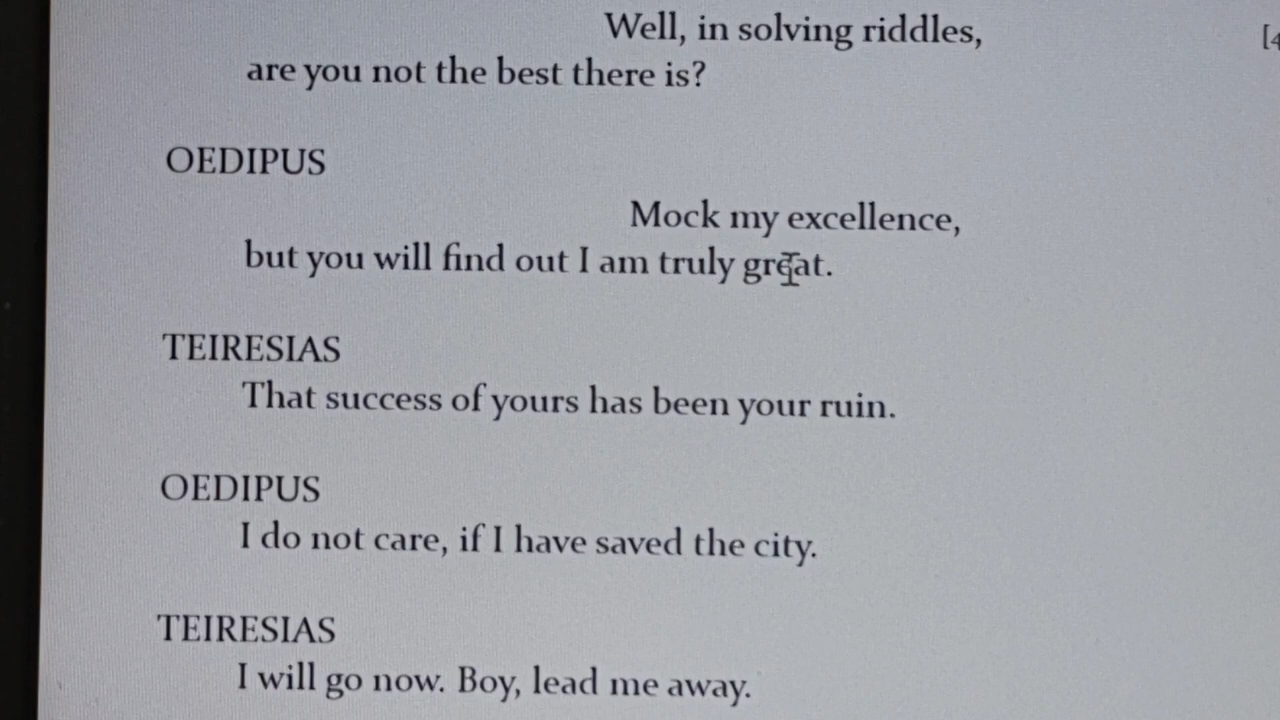 Well, in solving riddles,
are you not the best there is?
OEDIPUS
Mock my excellence,
but you will find out I am truly great.
TEIRESIAS
That success of yours has been your ruin.
OEDIPUS
I do not care, if I have saved the city.
TEIRESIAS
I will go now. Boy, lead me away.